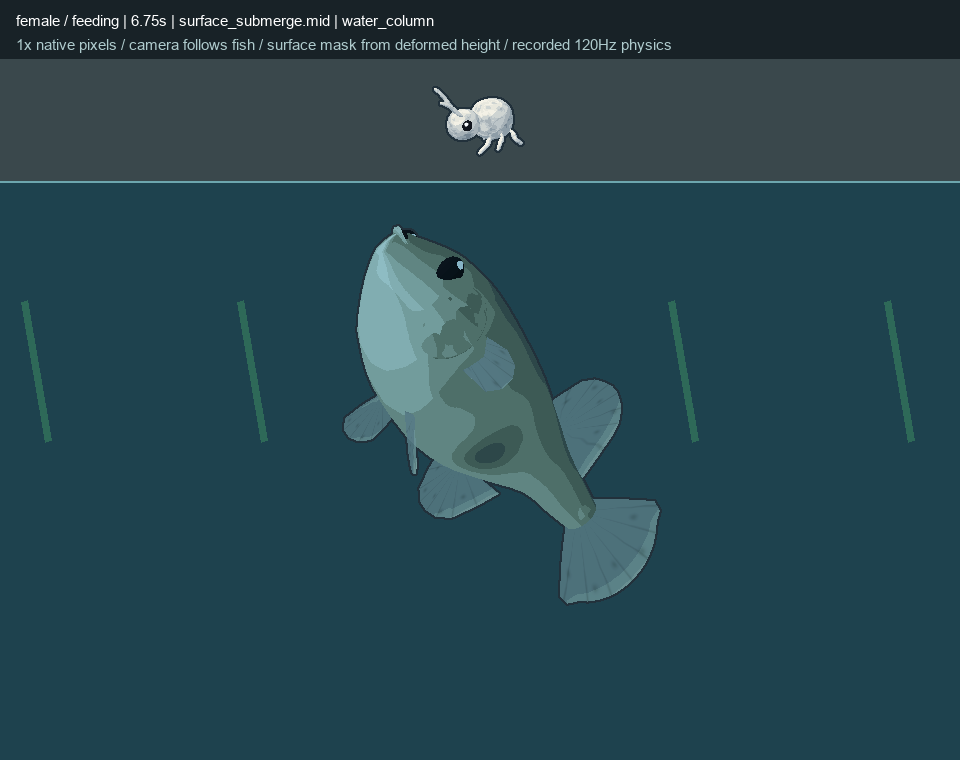 female / feeding | 6.75s | surface_submerge.mid | water_column
1x native pixels / camera follows fish / surface mask from deformed height / recorded 120Hz physics